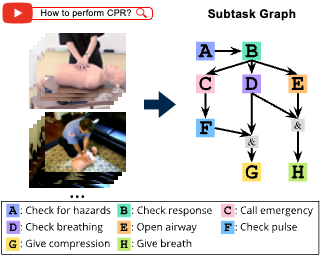 How to perform CPR?
Subtask Graph
A B
C D E
F & &
G H
...
A : Check for hazards B : Check response C : Call emergency
D : Check breathing E : Open airway F : Check pulse
G : Give compression H : Give breath